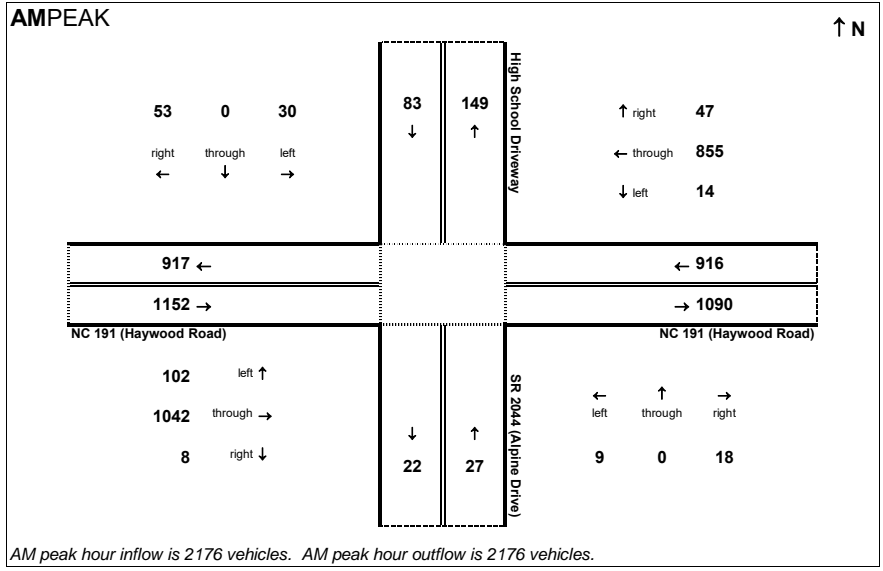 AMPEAK
↑ N
53 0 30
right through left
← ↓ →
83 149
↓ ↑
High School Driveway
↑ right 47
← through 855
↓ left 14
917 ←
1152 →
NC 191 (Haywood Road)
← 916
→ 1090
NC 191 (Haywood Road)
102 left ↑
1042 through →
8 right ↓
↓ ↑
22 27
SR 2044 (Alpine Drive)
← ↑ →
left through right
9 0 18
AM peak hour inflow is 2176 vehicles. AM peak hour outflow is 2176 vehicles.